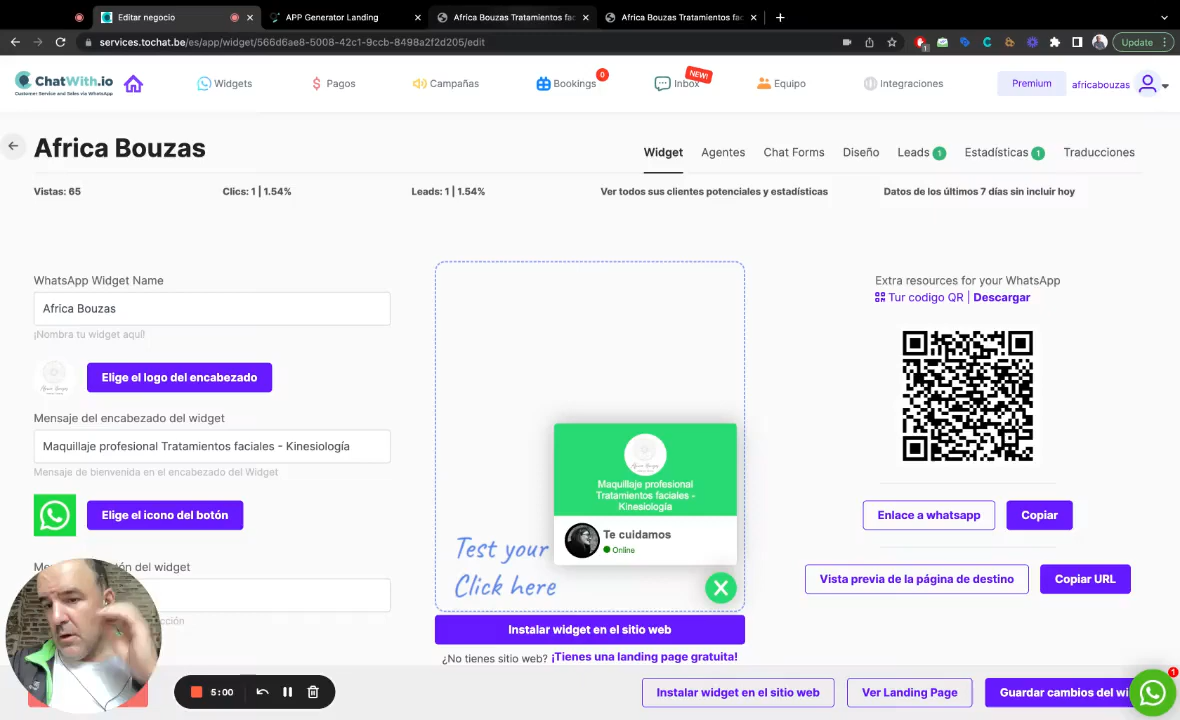 Editar negocio
APP Generator Landing
Africa Bouzas Tratamientos fac
Africa Bouzas Tratamientos fac
services.tochat.be/es/app/widget/566d6ae8-5008-42c1-9ccb-8498a2f2d205/edit
Update
ChatWith.io
Customer Service and Sales via WhatsApp
Widgets
Pagos
Campañas
Bookings
0
Inbox
NEW!
Equipo
Integraciones
Premium
africabouzas
Africa Bouzas
Widget
Agentes
Chat Forms
Diseño
Leads 1
Estadísticas 1
Traducciones
Vistas: 65
Clics: 1 | 1.54%
Leads: 1 | 1.54%
Ver todos sus clientes potenciales y estadísticas
Datos de los últimos 7 días sin incluir hoy
WhatsApp Widget Name
Africa Bouzas
¡Nombra tu widget aquí!
Elige el logo del encabezado
Mensaje del encabezado del widget
Maquillaje profesional Tratamientos faciales - Kinesiología
Mensaje de bienvenida en el encabezado del Widget
Elige el icono del botón
del widget
Maquillaje profesional
Tratamientos faciales -
Kinesiología
Te cuidamos
Online
Test your
Click here
Instalar widget en el sitio web
¿No tienes sitio web? ¡Tienes una landing page gratuita!
Extra resources for your WhatsApp
Tur codigo QR | Descargar
Enlace a whatsapp
Copiar
Vista previa de la página de destino
Copiar URL
5:00
Instalar widget en el sitio web
Ver Landing Page
Guardar cambios del wi
1